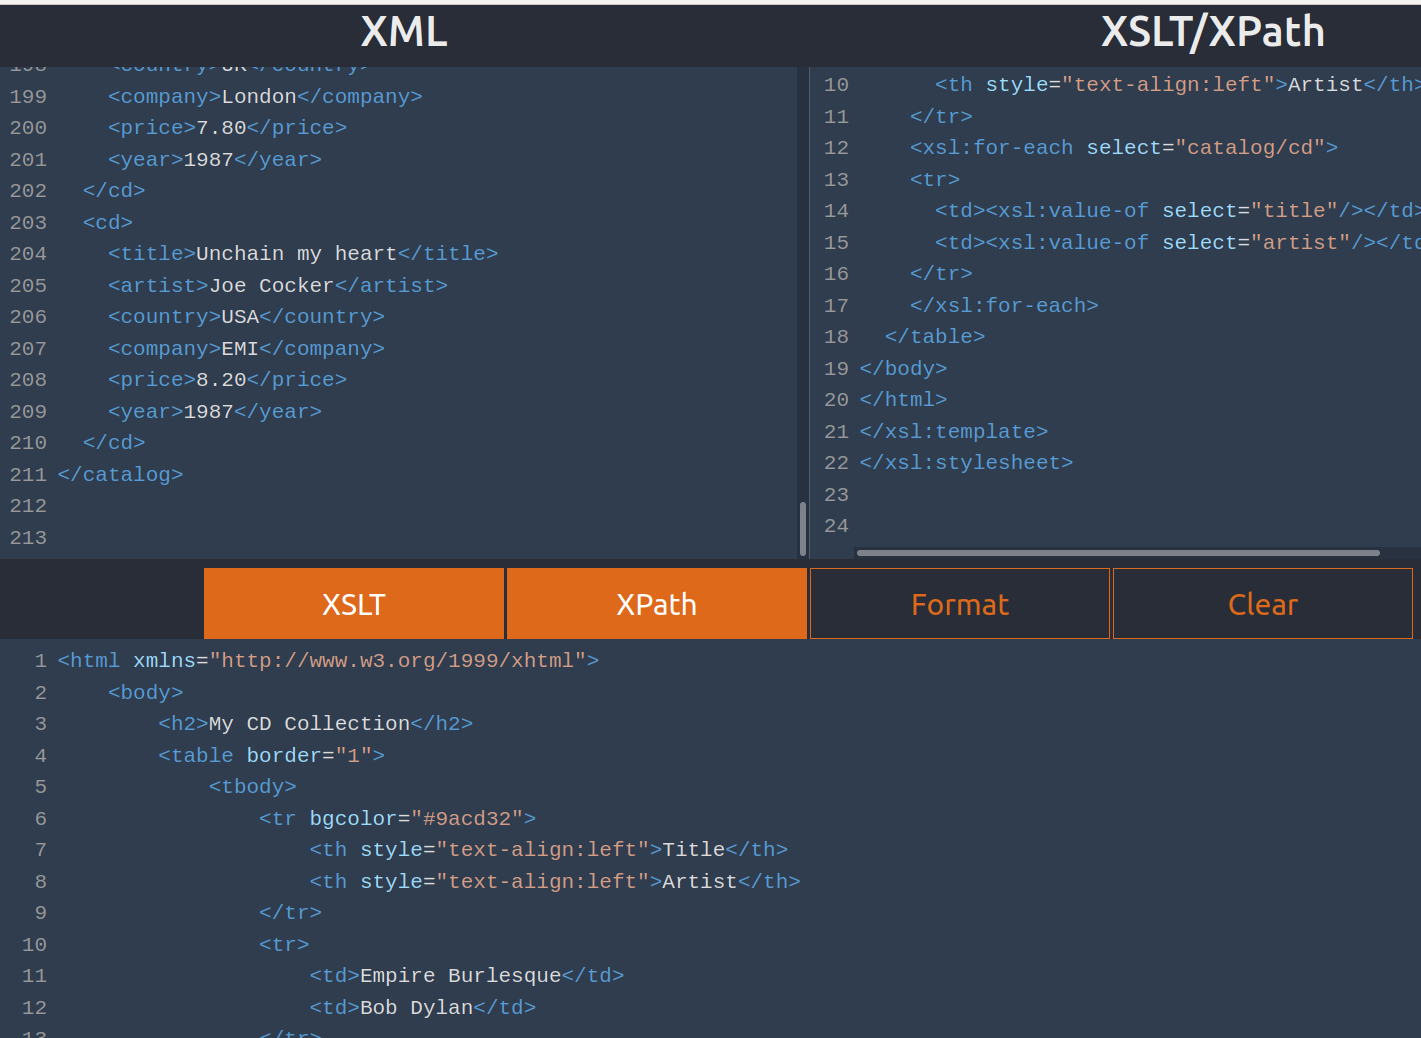 XML
XSLT/XPath
198 <country>UK</country>
199 <company>London</company>
200 <price>7.80</price>
201 <year>1987</year>
202 </cd>
203 <cd>
204 <title>Unchain my heart</title>
205 <artist>Joe Cocker</artist>
206 <country>USA</country>
207 <company>EMI</company>
208 <price>8.20</price>
209 <year>1987</year>
210 </cd>
211 </catalog>
212
213
10 <th style="text-align:left">Artist</th>
11 </tr>
12 <xsl:for-each select="catalog/cd">
13 <tr>
14 <td><xsl:value-of select="title"/></td>
15 <td><xsl:value-of select="artist"/></td
16 </tr>
17 </xsl:for-each>
18 </table>
19 </body>
20 </html>
21 </xsl:template>
22 </xsl:stylesheet>
23
24
XSLT
XPath
Format
Clear
1 <html xmlns="http://www.w3.org/1999/xhtml">
2 <body>
3 <h2>My CD Collection</h2>
4 <table border="1">
5 <tbody>
6 <tr bgcolor="#9acd32">
7 <th style="text-align:left">Title</th>
8 <th style="text-align:left">Artist</th>
9 </tr>
10 <tr>
11 <td>Empire Burlesque</td>
12 <td>Bob Dylan</td>
13 </tr>